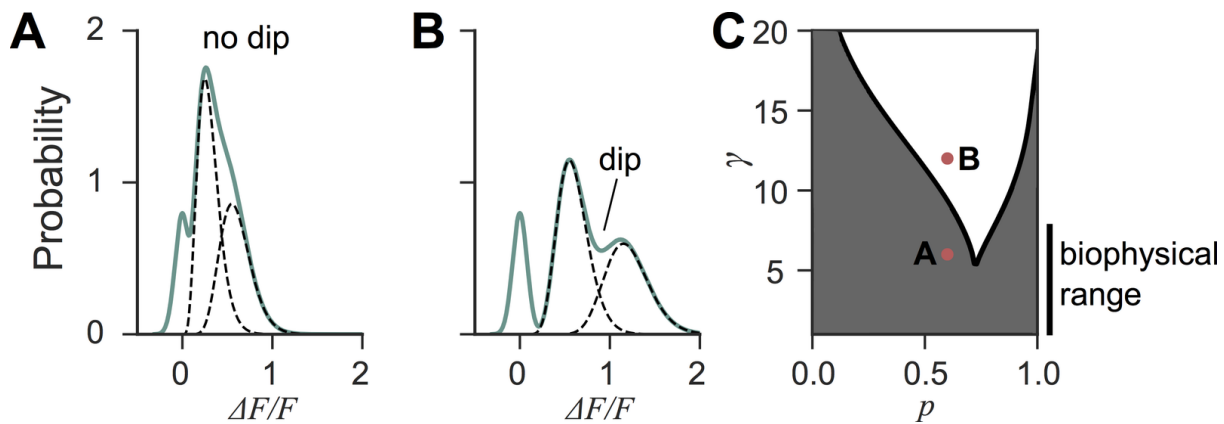 A
no dip
Probability
2
1
0
0
1
2
ΔF/F
B
dip
0
1
2
ΔF/F
C
γ
20
15
10
5
B
A
0.0
0.5
1.0
p
biophysical
range